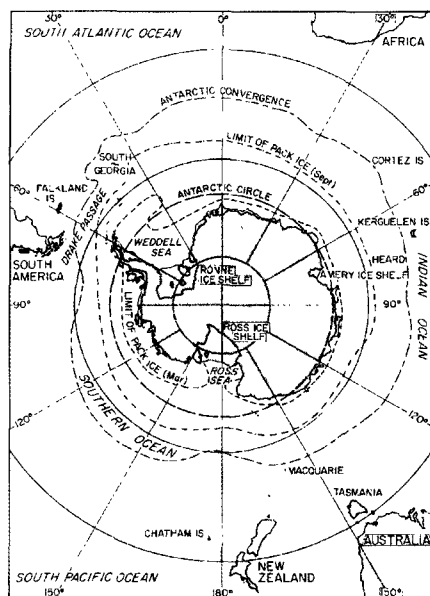 30°
0°
130°
SOUTH ATLANTIC OCEAN
AFRICA
ANTARCTIC CONVERGENCE
LIMIT OF PACK ICE (Sept)
CORTEZ IS
SOUTH
GEORGIA
60°
FALKLAND
IS
ANTARCTIC CIRCLE
60°
KERGUELEN IS
DRAKE PASSAGE
WEDDELL
SEA
SOUTH
AMERICA
RONNE
ICE SHELF
HEARD
AMERY ICE SHELF
INDIAN OCEAN
90°
90°
LIMIT OF PACK ICE (Mar)
ROSS ICE
SHELF
ROSS
SEA
SOUTHERN OCEAN
120°
120°
MACQUARIE
TASMANIA
CHATHAM IS
AUSTRALIA
NEW
ZEALAND
SOUTH PACIFIC OCEAN
150°
180°
150°